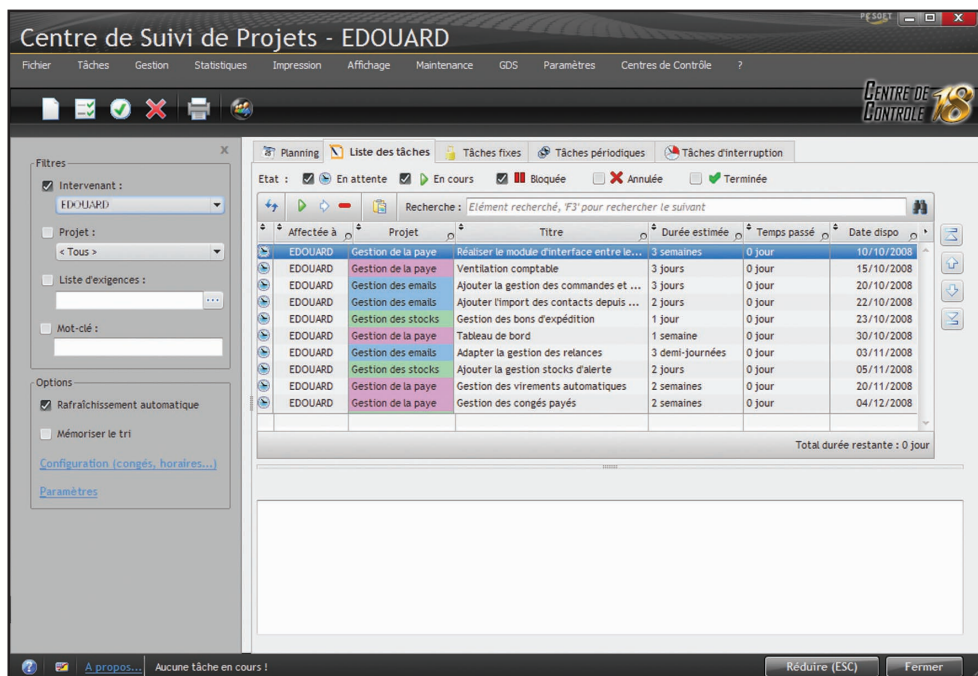 PC SOFT
Centre de Suivi de Projets - EDOUARD
Fichier Tâches Gestion Statistiques Impression Affichage Maintenance GDS Paramètres Centres de Contrôle ?
CENTRE DE CONTROLE 18
Filtres
Intervenant :
EDOUARD
Projet :
< Tous >
Liste d'exigences :
...
Mot-clé :
Options
Rafraîchissement automatique
Mémoriser le tri
Configuration (congés, horaires...)
Paramètres
Planning Liste des tâches Tâches fixes Tâches périodiques Tâches d'interruption
Etat : En attente En cours Bloquée Annulée Terminée
Recherche : Elément recherché, 'F3' pour rechercher le suivant
Affectée à Projet Titre Durée estimée Temps passé Date dispo
EDOUARD Gestion de la paye Réaliser le module d'interface entre le... 3 semaines 0 jour 10/10/2008
EDOUARD Gestion de la paye Ventilation comptable 3 jours 0 jour 15/10/2008
EDOUARD Gestion des emails Ajouter la gestion des commandes et ... 3 jours 0 jour 20/10/2008
EDOUARD Gestion des emails Ajouter l'import des contacts depuis ... 2 jours 0 jour 22/10/2008
EDOUARD Gestion des stocks Gestion des bons d'expédition 1 jour 0 jour 23/10/2008
EDOUARD Gestion de la paye Tableau de bord 1 semaine 0 jour 30/10/2008
EDOUARD Gestion des emails Adapter la gestion des relances 3 demi-journées 0 jour 03/11/2008
EDOUARD Gestion des stocks Ajouter la gestion stocks d'alerte 2 jours 0 jour 05/11/2008
EDOUARD Gestion de la paye Gestion des virements automatiques 2 semaines 0 jour 20/11/2008
EDOUARD Gestion de la paye Gestion des congés payés 2 semaines 0 jour 04/12/2008
Total durée restante : 0 jour
A propos... Aucune tâche en cours ! Réduire (ESC) Fermer